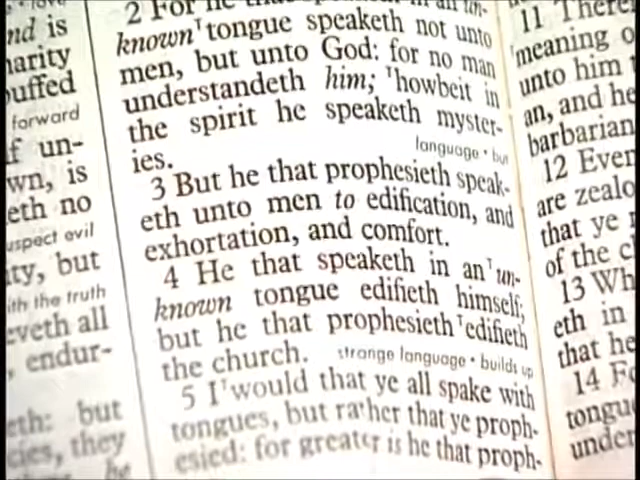 nd is
harity
puffed
forward
f un-
wn, is
eth no
uspect evil
ity, but
ith the truth
eveth all
, endur-
eth: but
cies, they
he
2 For he that speaketh in an un-
known tongue speaketh not unto
men, but unto God: for no man
understandeth him; howbeit in
the spirit he speaketh myster-
ies.
language • but
3 But he that prophesieth speak-
eth unto men to edification, and
exhortation, and comfort.
4 He that speaketh in an un-
known tongue edifieth himself;
but he that prophesieth edifieth
the church.
strange language • builds up
5 I would that ye all spake with
tongues, but rather that ye proph-
esied: for greater is he that proph-
11 There
meaning o
unto him
an, and he
barbarian
12 Ever
are zealo
that ye
of the c
13 Wh
eth in
that he
14 Fo
tongu
under